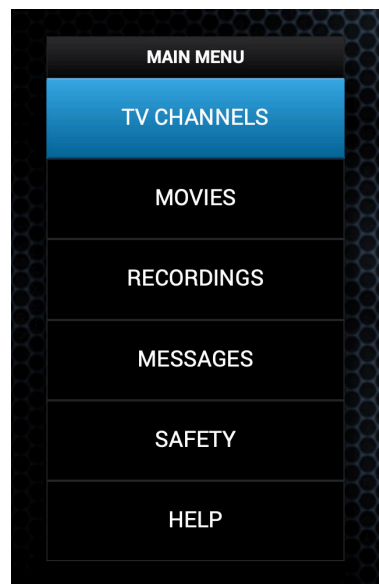 MAIN MENU
TV CHANNELS
MOVIES
RECORDINGS
MESSAGES
SAFETY
HELP